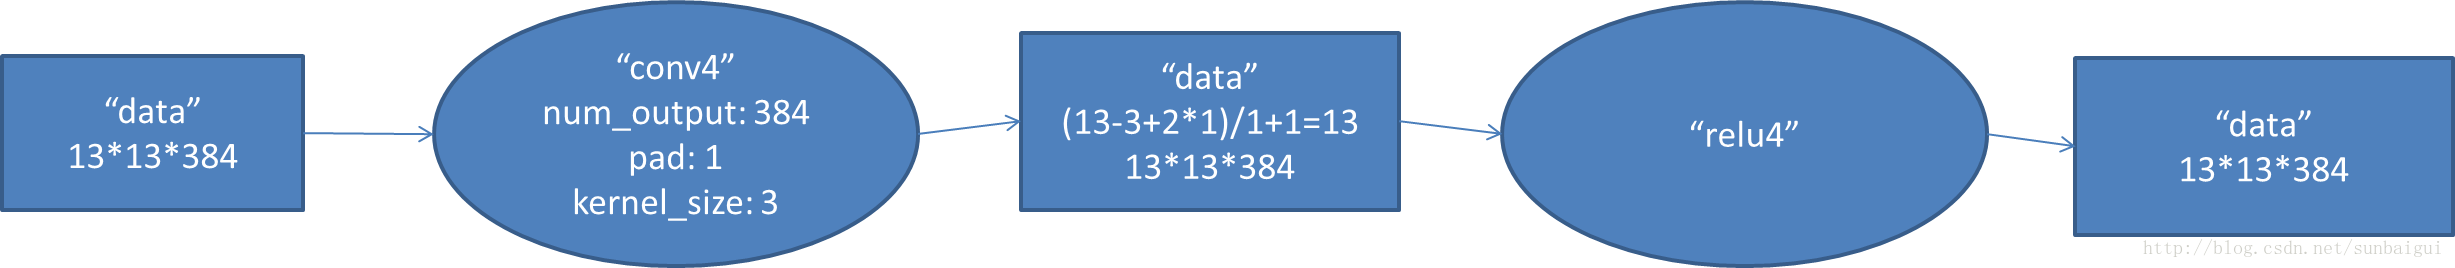 “data”
13*13*384
“conv4”
num_output: 384
pad: 1
kernel_size: 3
“data”
(13-3+2*1)/1+1=13
13*13*384
“relu4”
“data”
13*13*384
http://blog.csdn.net/sunbaigui